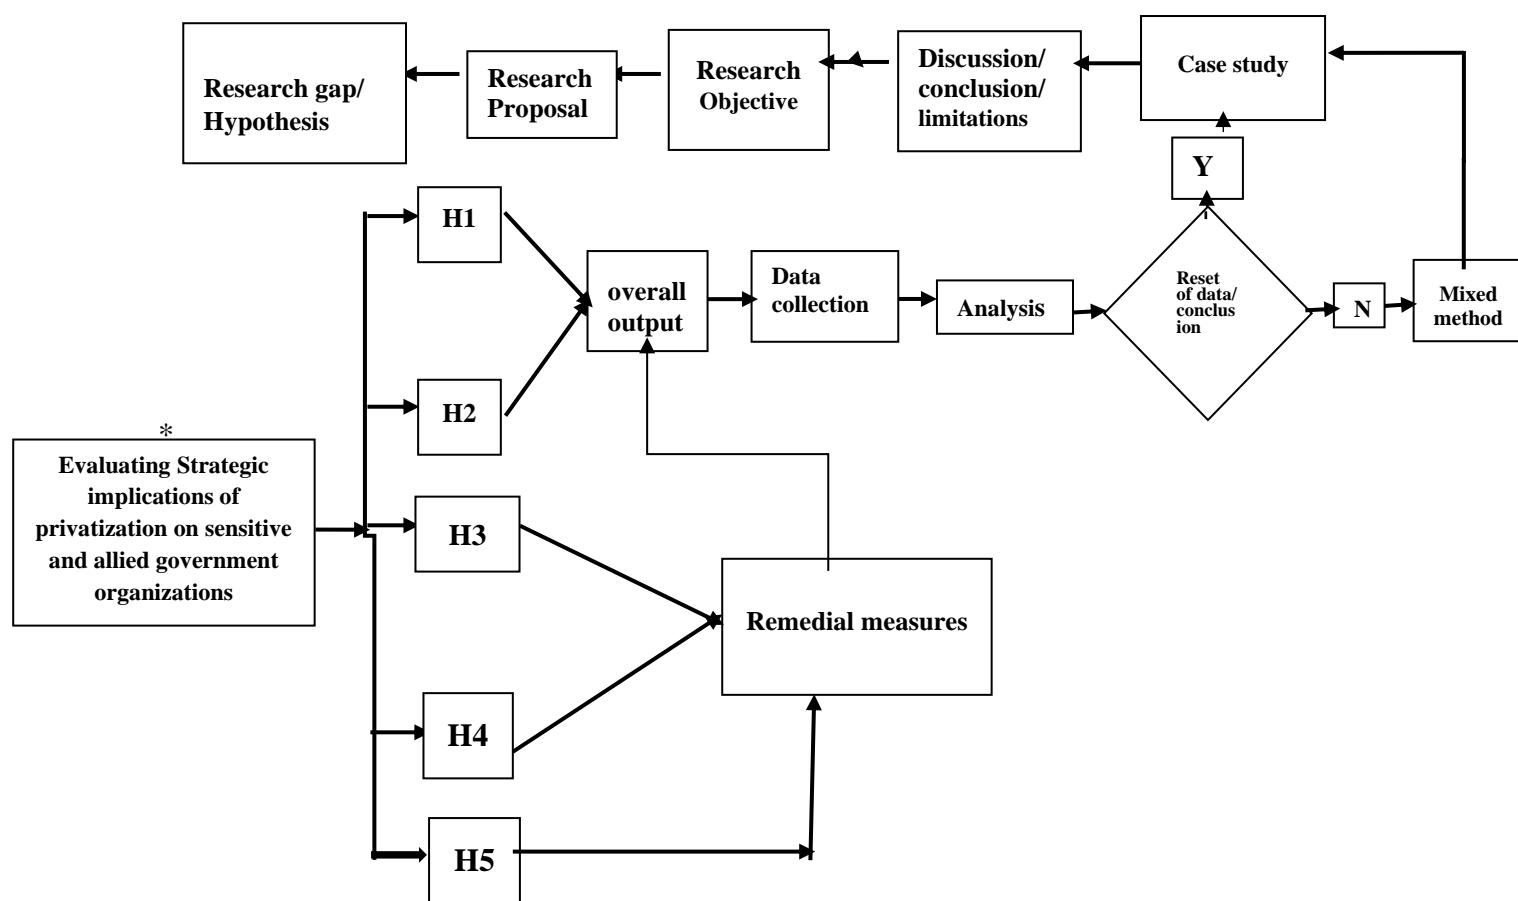 Research gap/
Hypothesis
Research
Proposal
Research
Objective
Discussion/
conclusion/
limitations
Case study
Y
H1
overall
output
Data
collection
Analysis
Reset
of data/
conclus
ion
N
Mixed
method
H2
*
Evaluating Strategic
implications of
privatization on sensitive
and allied government
organizations
H3
Remedial measures
H4
H5